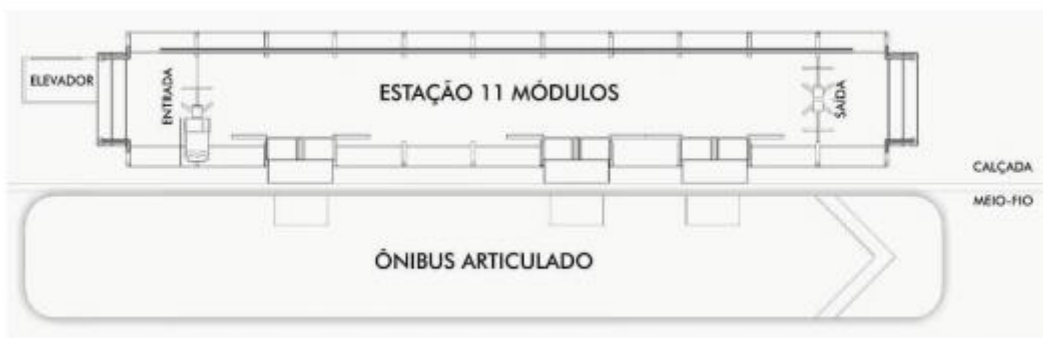 ELEVADOR
ENTRADA
ESTAÇÃO 11 MÓDULOS
SAÍDA
CALÇADA
MEIO-FIO
ÔNIBUS ARTICULADO